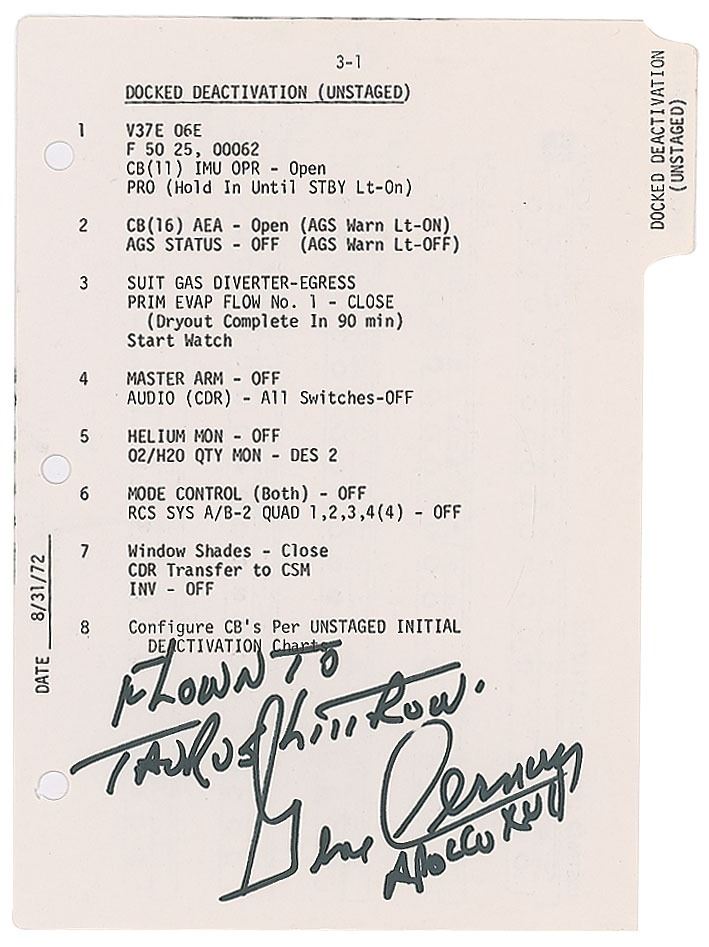 3-1
DOCKED DEACTIVATION (UNSTAGED)
1 V37E 06E
F 50 25, 00062
CB(11) IMU OPR - Open
PRO (Hold In Until STBY Lt-On)
2 CB(16) AEA - Open (AGS Warn Lt-ON)
AGS STATUS - OFF (AGS Warn Lt-OFF)
3 SUIT GAS DIVERTER-EGRESS
PRIM EVAP FLOW No. 1 - CLOSE
(Dryout Complete In 90 min)
Start Watch
4 MASTER ARM - OFF
AUDIO (CDR) - All Switches-OFF
5 HELIUM MON - OFF
O2/H2O QTY MON - DES 2
6 MODE CONTROL (Both) - OFF
RCS SYS A/B-2 QUAD 1,2,3,4(4) - OFF
7 Window Shades - Close
CDR Transfer to CSM
INV - OFF
8 Configure CB's Per UNSTAGED INITIAL
DEACTIVATION Charts
FLOWN TO
TAURUS LITTROW.
Gene Cernan
APOLLO XVII
DATE 8/31/72
DOCKED DEACTIVATION
(UNSTAGED)